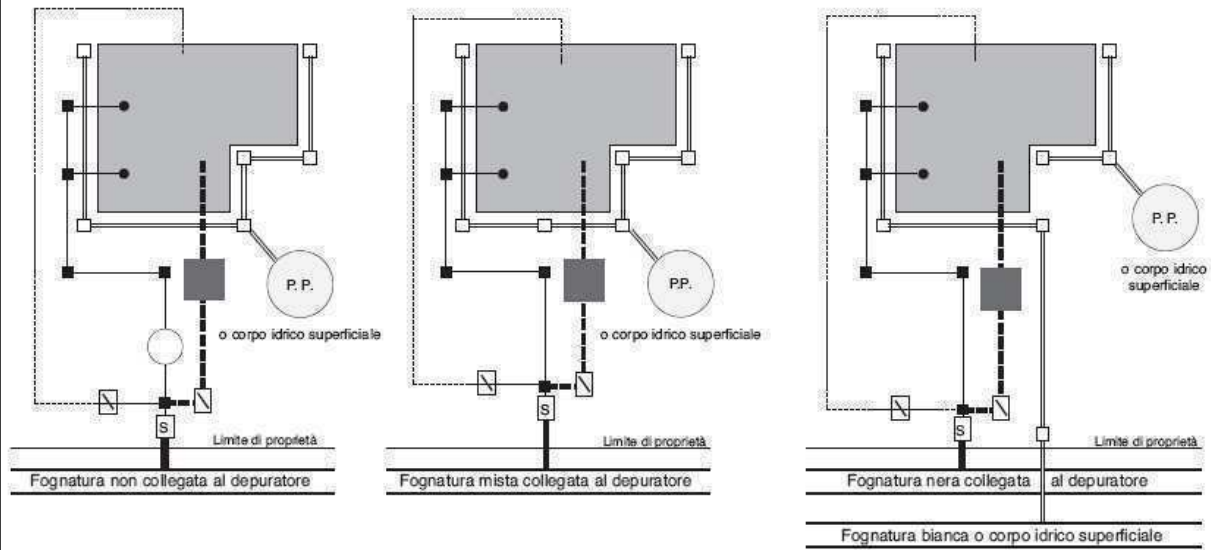 P. P.
o corpo idrico superficiale
S
Limite di proprietà
Fognatura non collegata al depuratore
P.P.
o corpo idrico superficiale
S
Limite di proprietà
Fognatura mista collegata al depuratore
P. P.
o corpo idrico
superficiale
S
Limite di proprietà
Fognatura nera collegata al depuratore
Fognatura bianca o corpo idrico superficiale